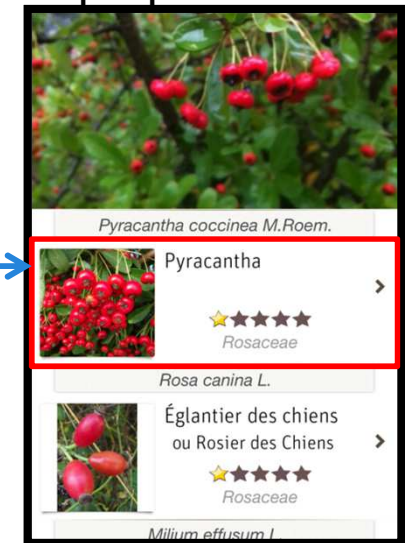 Pyracantha coccinea M.Roem.
Pyracantha
Rosaceae
Rosa canina L.
Églantier des chiens
ou Rosier des Chiens
Rosaceae
Milium effusum L.